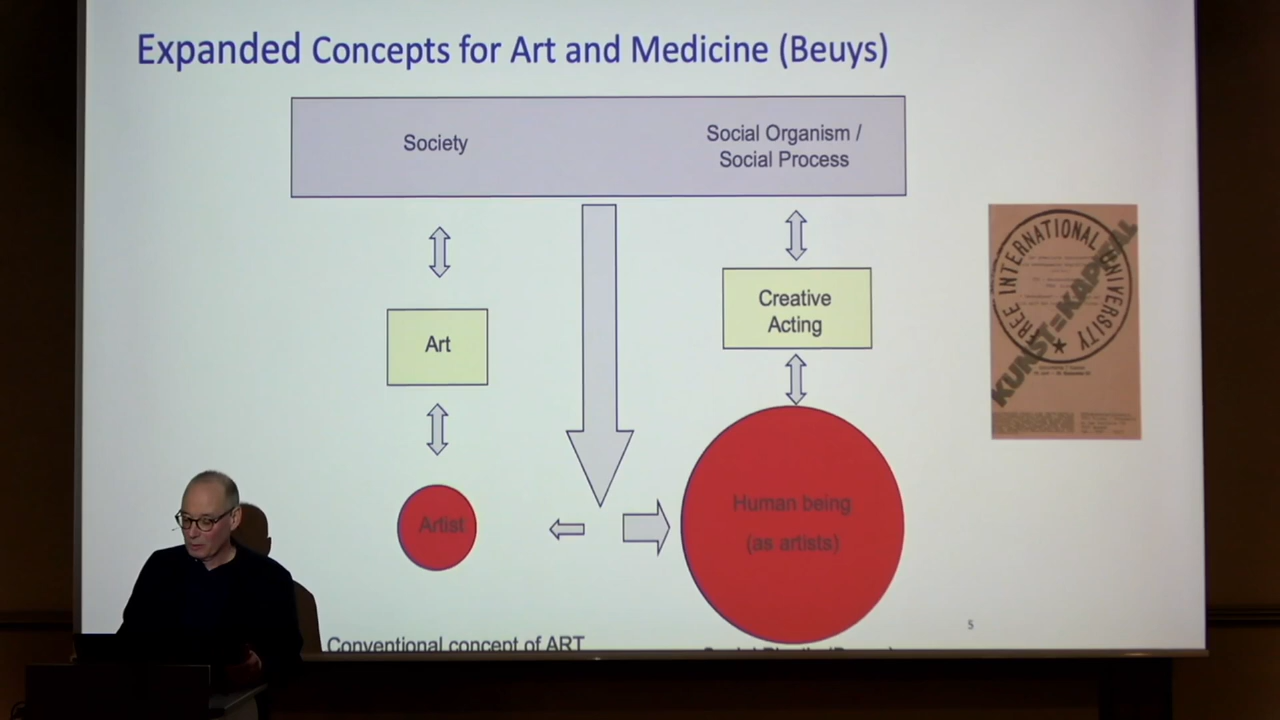 Expanded Concepts for Art and Medicine (Beuys)
Society
Social Organism /
Social Process
Art
Creative
Acting
Artist
Human being
(as artists)
FREE INTERNATIONAL UNIVERSITY
KUNST=KAPITAL
5
Conventional concept of ART